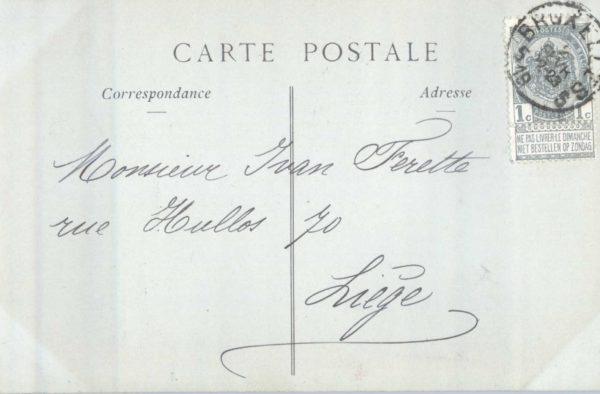 CARTE POSTALE
Correspondance
Adresse
BRUXELLES
1c 1c
NE PAS LIVRER LE DIMANCHE
NIET BESTELLEN OP ZONDAG
Monsieur Ivan Ferette
rue Hullos 70
Liège